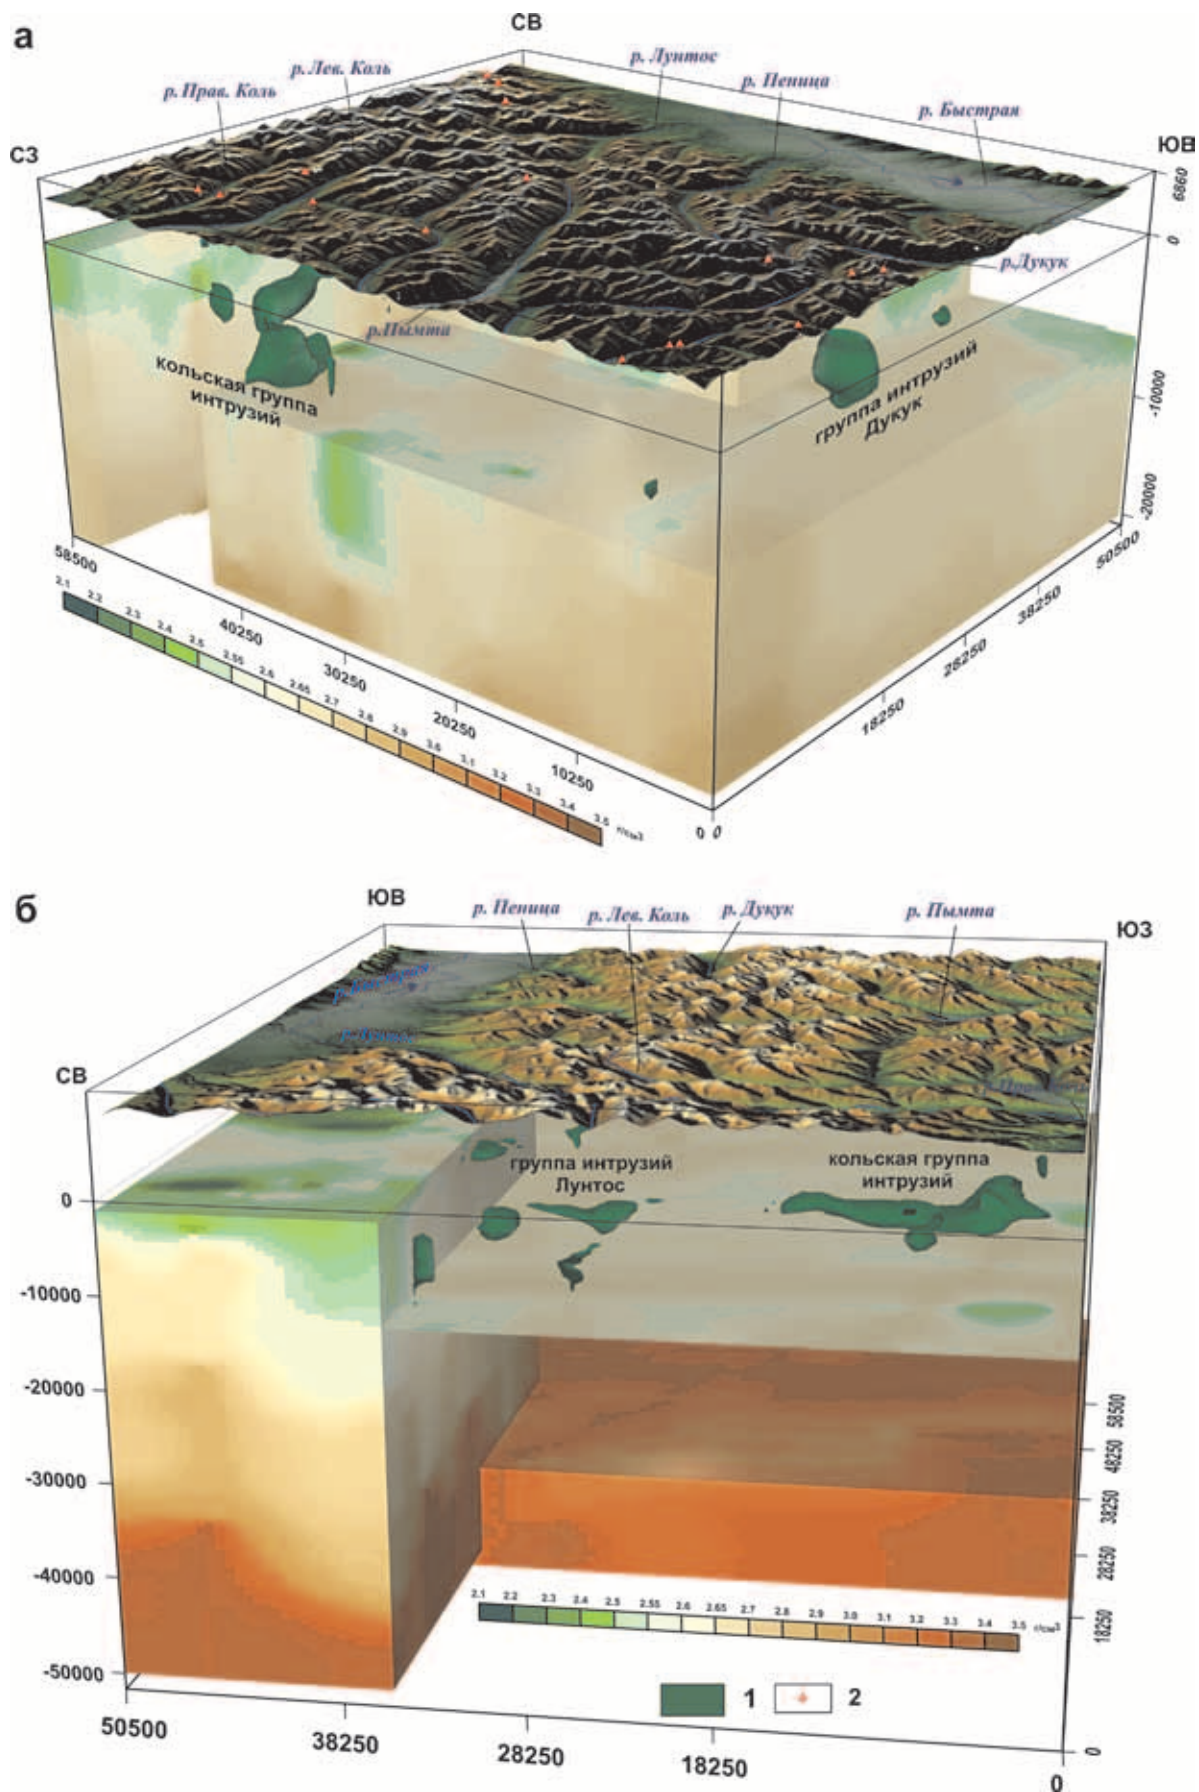 а
СВ
р. Лунтос
р. Лев. Коль
р. Пеница
р. Прав. Коль
р. Быстрая
СЗ
ЮВ
6860
0
р.Дукук
р.Пымта
кольская группа
интрузий
группа интрузий
Дукук
-10000
-20000
58500
50500
2.1
2.2
2.3
2.4
2.5
2.55
2.6
2.65
2.7
2.8
2.9
3.0
3.1
3.2
3.3
3.4
3.5
г/см3
40250
30250
20250
10250
0
0
18250
28250
38250
б
ЮВ
р. Пеница
р. Лев. Коль
р. Дукук
р. Пымта
ЮЗ
СВ
группа интрузий
Лунтос
кольская группа
интрузий
0
-10000
-20000
-30000
-40000
-50000
58500
48250
38250
28250
18250
0
2.1
2.2
2.3
2.4
2.5
2.55
2.6
2.65
2.7
2.8
2.9
3.0
3.1
3.2
3.3
3.4
3.5
г/см3
1
2
50500
38250
28250
18250
0